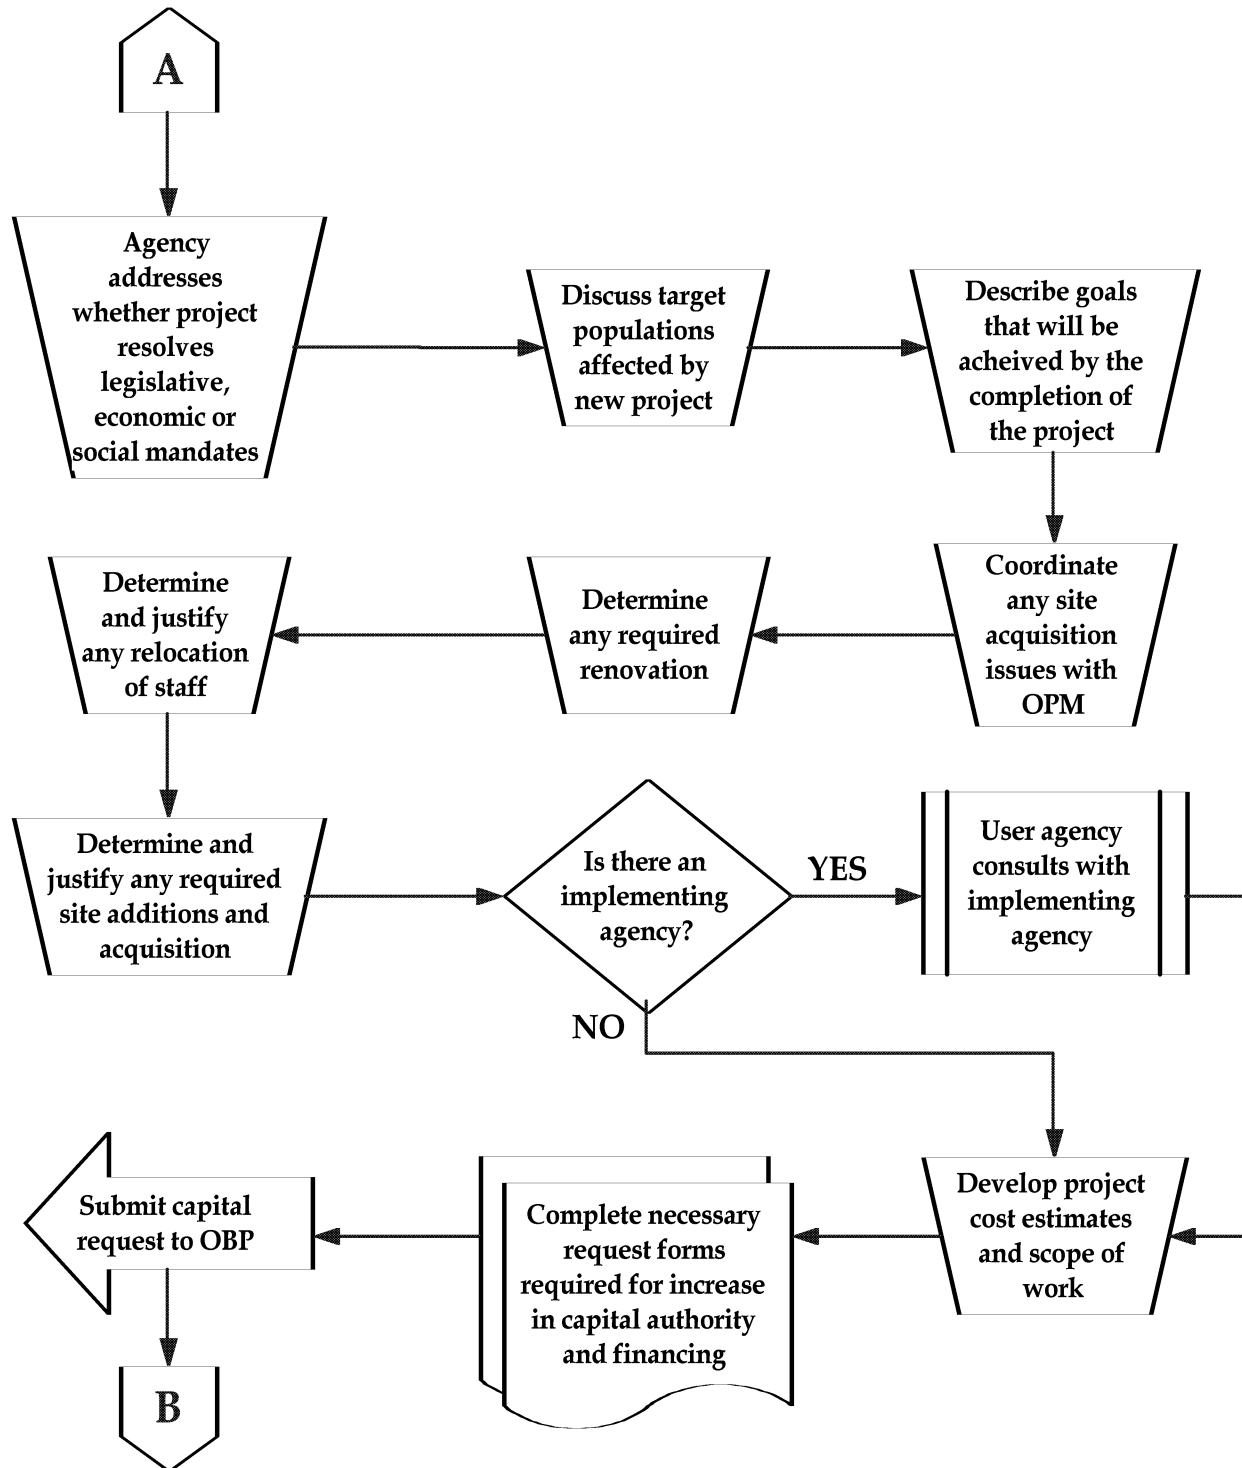 A
Agency
addresses
whether project
resolves
legislative,
economic or
social mandates
Discuss target
populations
affected by
new project
Describe goals
that will be
acheived by the
completion of
the project
Coordinate
any site
acquisition
issues with
OPM
Determine
any required
renovation
Determine
and justify
any relocation
of staff
Determine and
justify any required
site additions and
acquisition
Is there an
implementing
agency?
YES
User agency
consults with
implementing
agency
NO
Develop project
cost estimates
and scope of
work
Complete necessary
request forms
required for increase
in capital authority
and financing
Submit capital
request to OBP
B